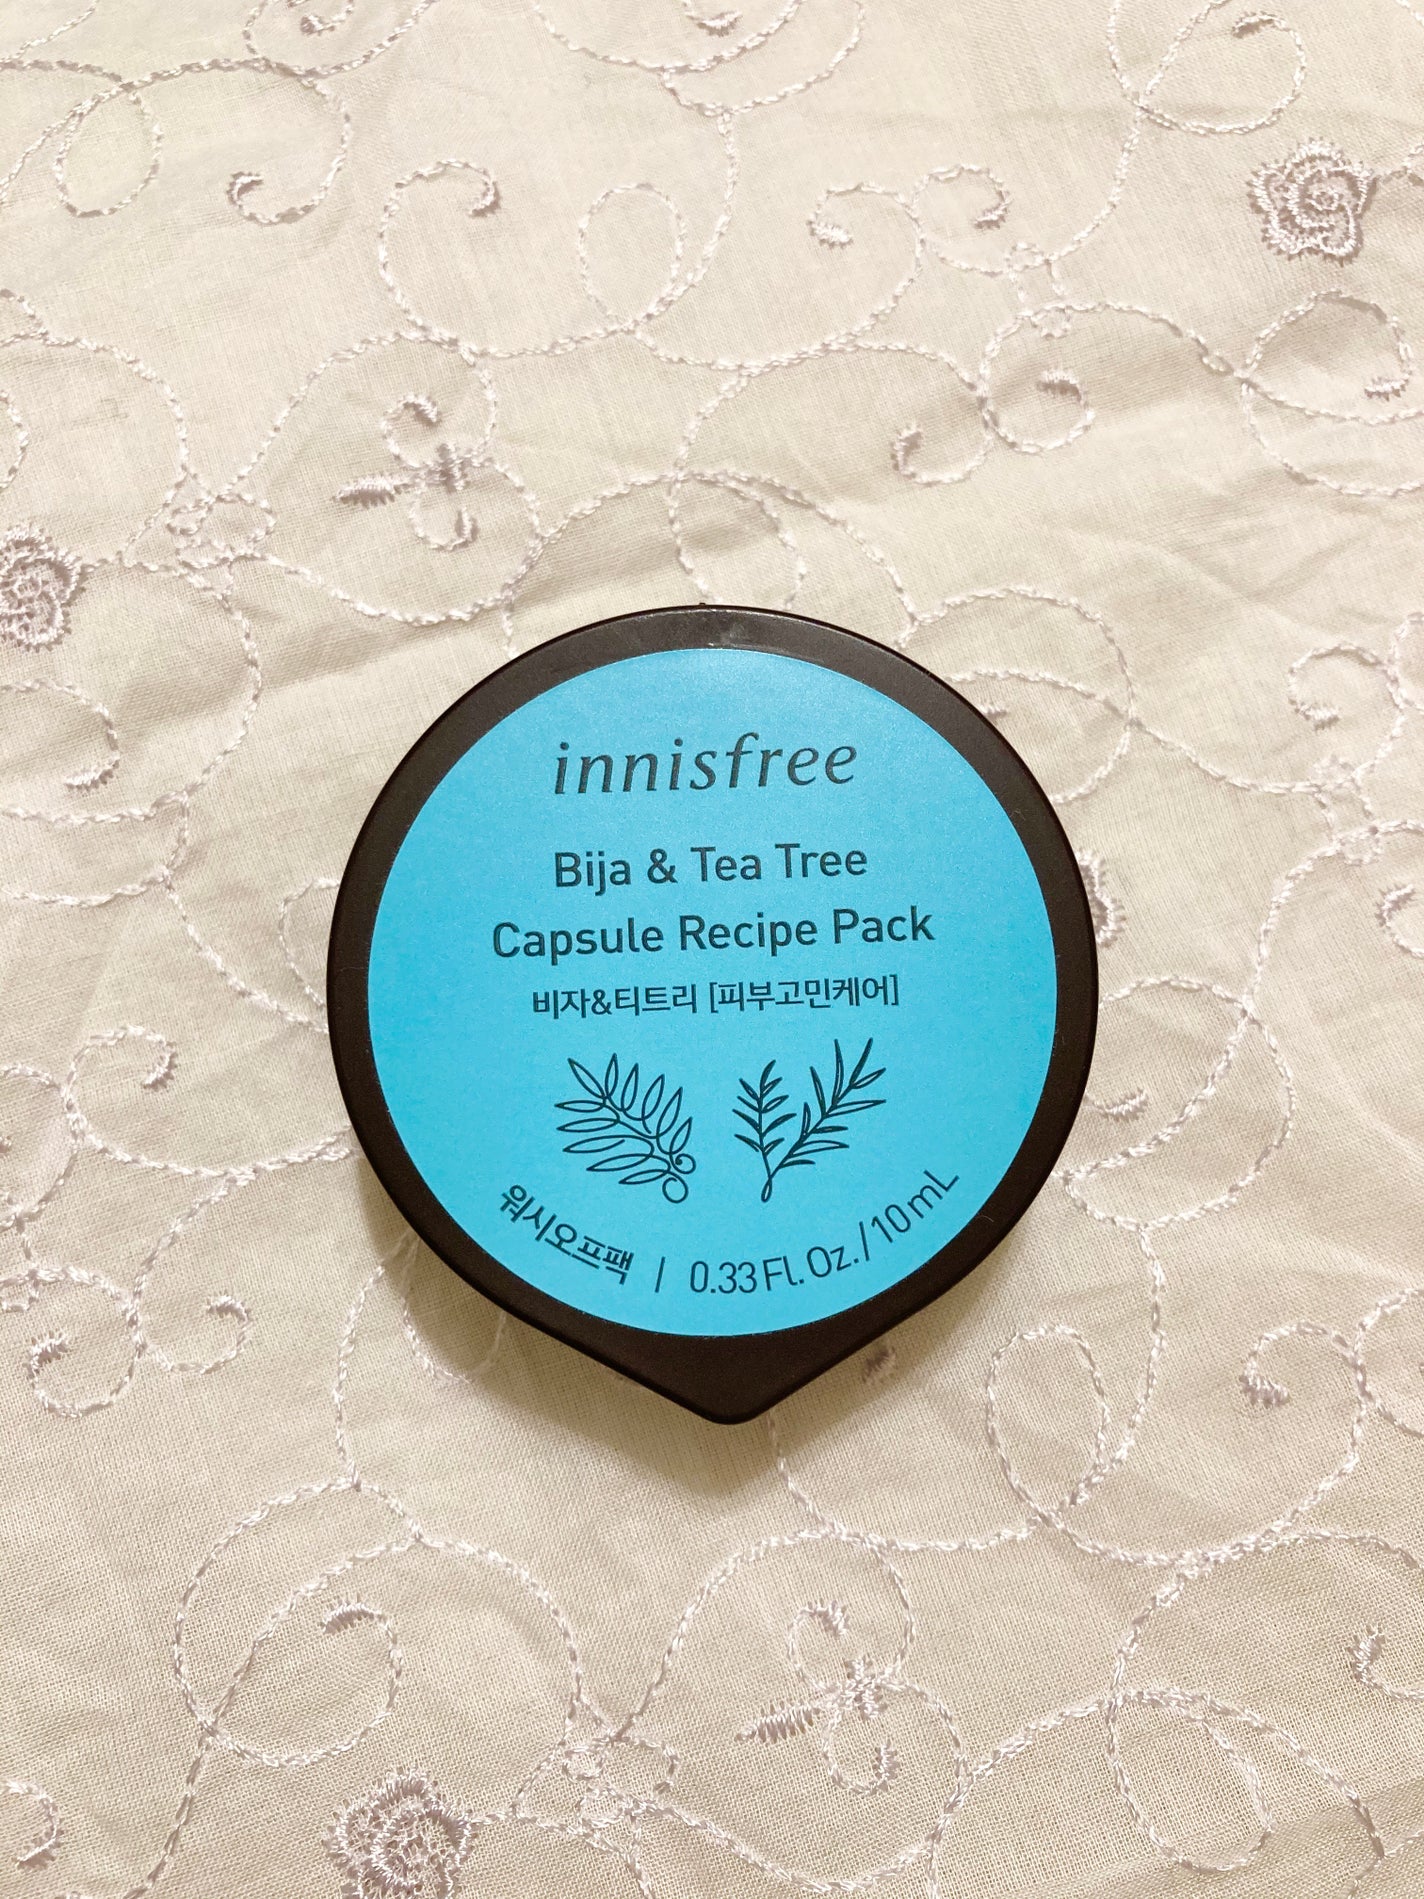 innisfree
Bija & Tea Tree
Capsule Recipe Pack
비자&티트리 [피부고민케어]
워시오프팩 | 0.33 Fl. Oz. / 10 mL